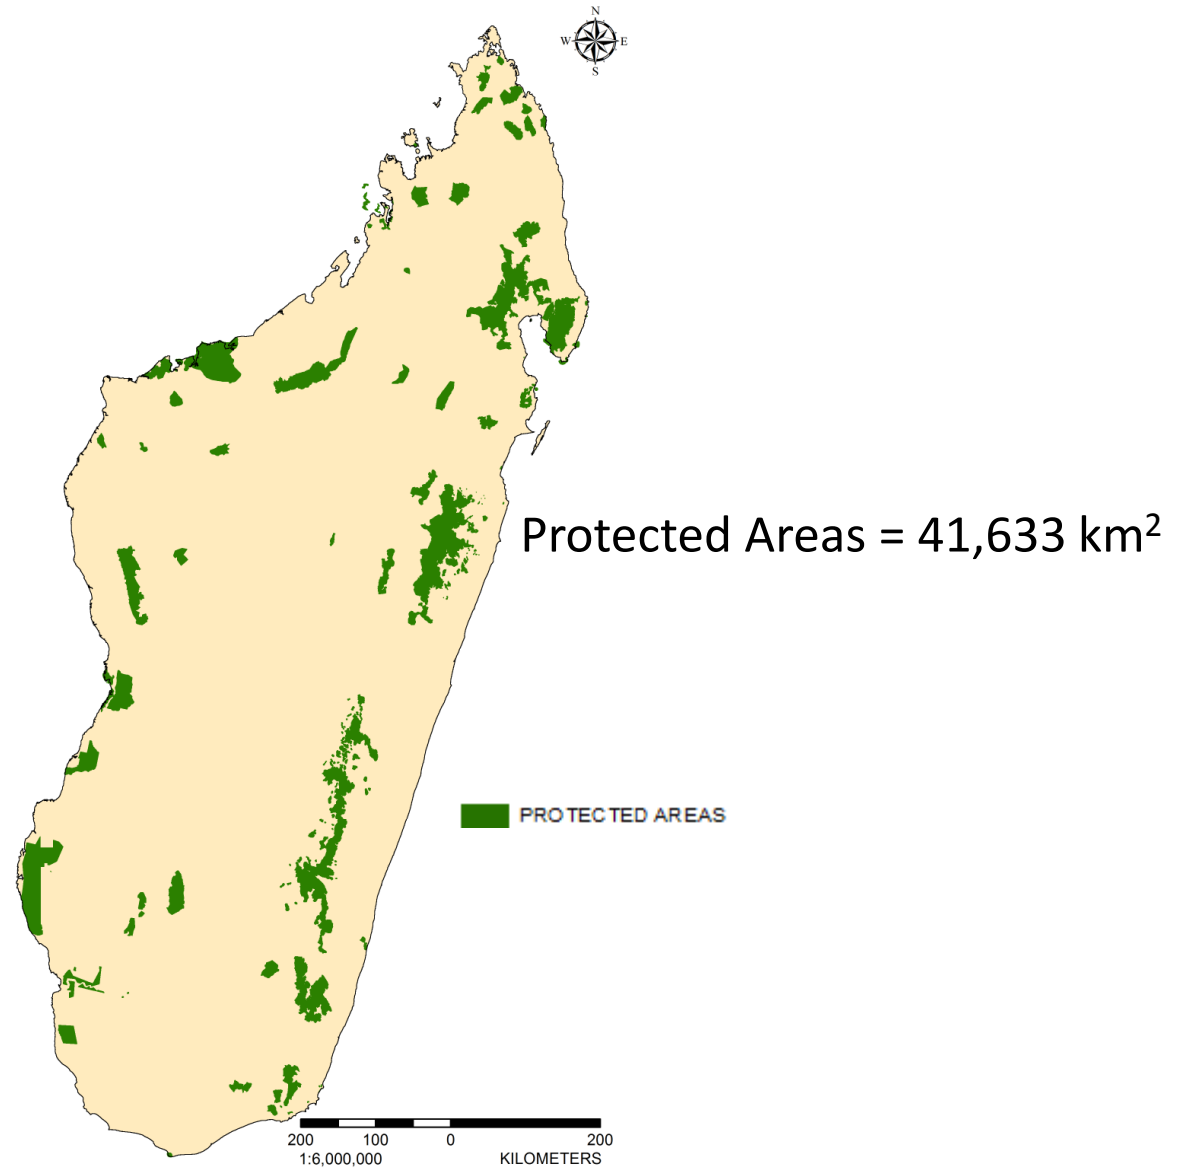 N
W E
S
Protected Areas = 41,633 km²
PROTECTED AREAS
200 100 0 200
1:6,000,000 KILOMETERS